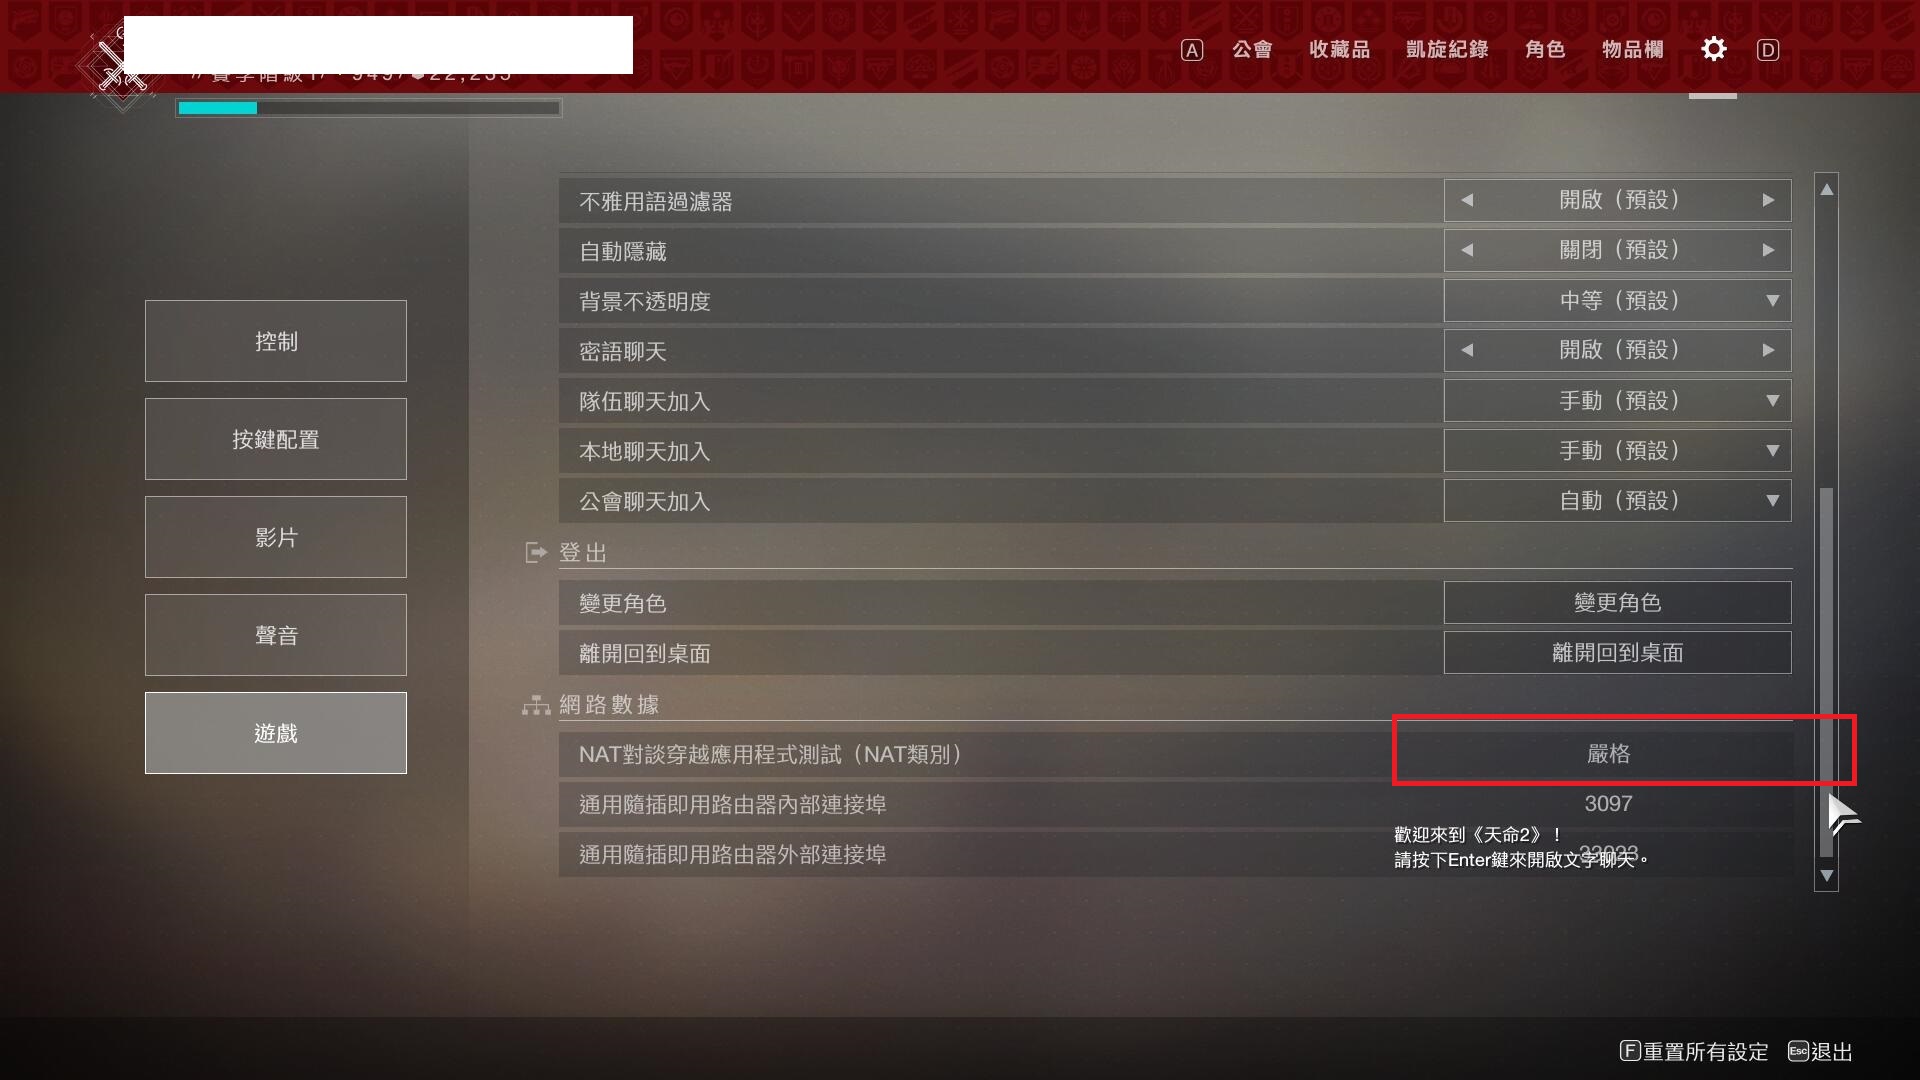 A 公會 收藏品 凱旋紀錄 角色 物品欄 D
不雅用語過濾器 開啟（預設）
自動隱藏 關閉（預設）
背景不透明度 中等（預設）
密語聊天 開啟（預設）
隊伍聊天加入 手動（預設）
本地聊天加入 手動（預設）
公會聊天加入 自動（預設）
登出
變更角色 變更角色
離開回到桌面 離開回到桌面
網路數據
NAT對談穿越應用程式測試（NAT類別） 嚴格
通用隨插即用路由器內部連接埠 3097
通用隨插即用路由器外部連接埠
歡迎來到《天命2》！
請按下Enter鍵來開啟文字聊天。
控制
按鍵配置
影片
聲音
遊戲
F重置所有設定 Esc退出